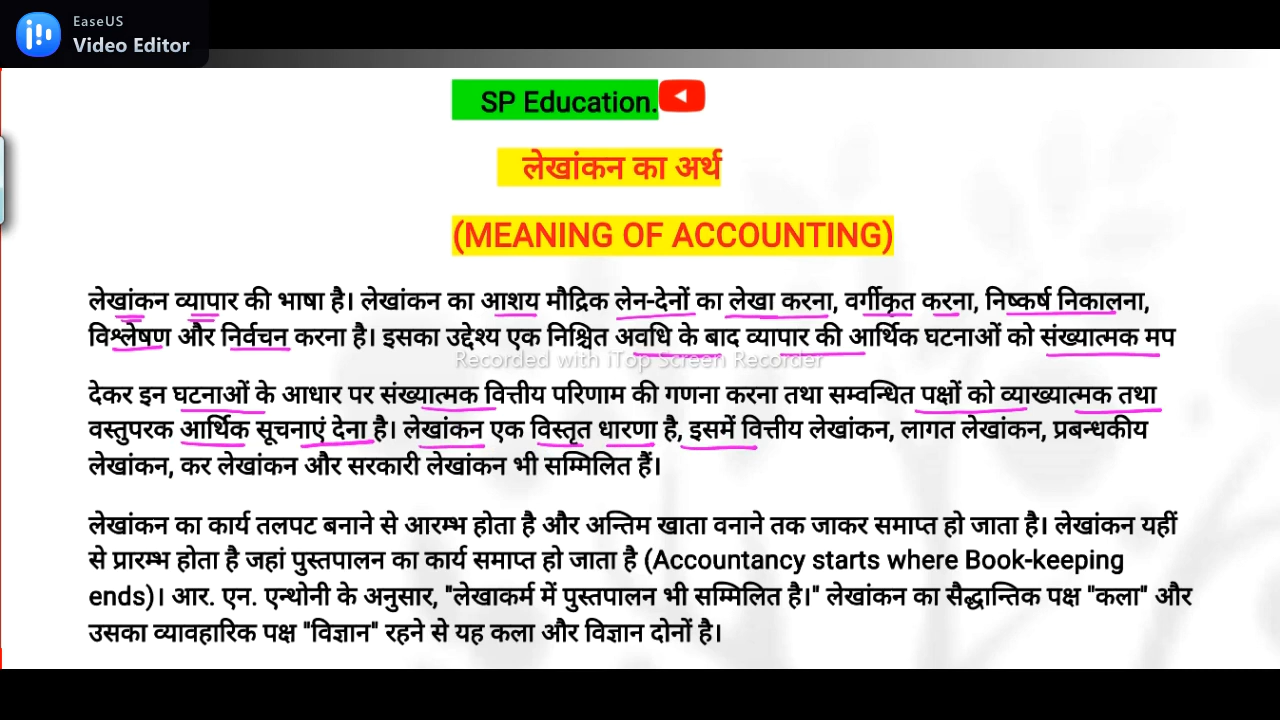 EaseUS
Video Editor
SP Education.
लेखांकन का अर्थ
(MEANING OF ACCOUNTING)
लेखांकन व्यापार की भाषा है। लेखांकन का आशय मौद्रिक लेन-देनों का लेखा करना, वर्गीकृत करना, निष्कर्ष निकालना,
विश्लेषण और निर्वचन करना है। इसका उद्देश्य एक निश्चित अवधि के बाद व्यापार की आर्थिक घटनाओं को संख्यात्मक मप
Recorded with iTop Screen Recorder
देकर इन घटनाओं के आधार पर संख्यात्मक वित्तीय परिणाम की गणना करना तथा सम्वन्धित पक्षों को व्याख्यात्मक तथा
वस्तुपरक आर्थिक सूचनाएं देना है। लेखांकन एक विस्तृत धारणा है, इसमें वित्तीय लेखांकन, लागत लेखांकन, प्रबन्धकीय
लेखांकन, कर लेखांकन और सरकारी लेखांकन भी सम्मिलित हैं।
लेखांकन का कार्य तलपट बनाने से आरम्भ होता है और अन्तिम खाता वनाने तक जाकर समाप्त हो जाता है। लेखांकन यहीं
से प्रारम्भ होता है जहां पुस्तपालन का कार्य समाप्त हो जाता है (Accountancy starts where Book-keeping
ends)। आर. एन. एन्थोनी के अनुसार, "लेखाकर्म में पुस्तपालन भी सम्मिलित है।" लेखांकन का सैद्धान्तिक पक्ष "कला" और
उसका व्यावहारिक पक्ष "विज्ञान" रहने से यह कला और विज्ञान दोनों है।